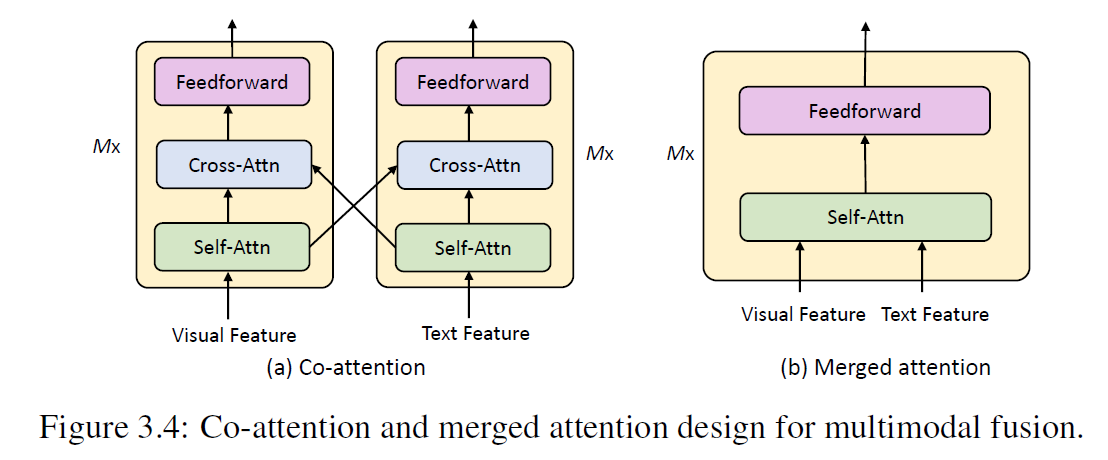 Feedforward
Feedforward
Mx
Cross-Attn
Cross-Attn
Mx
Self-Attn
Self-Attn
Visual Feature
Text Feature
(a) Co-attention
Feedforward
Mx
Self-Attn
Visual Feature
Text Feature
(b) Merged attention
Figure 3.4: Co-attention and merged attention design for multimodal fusion.